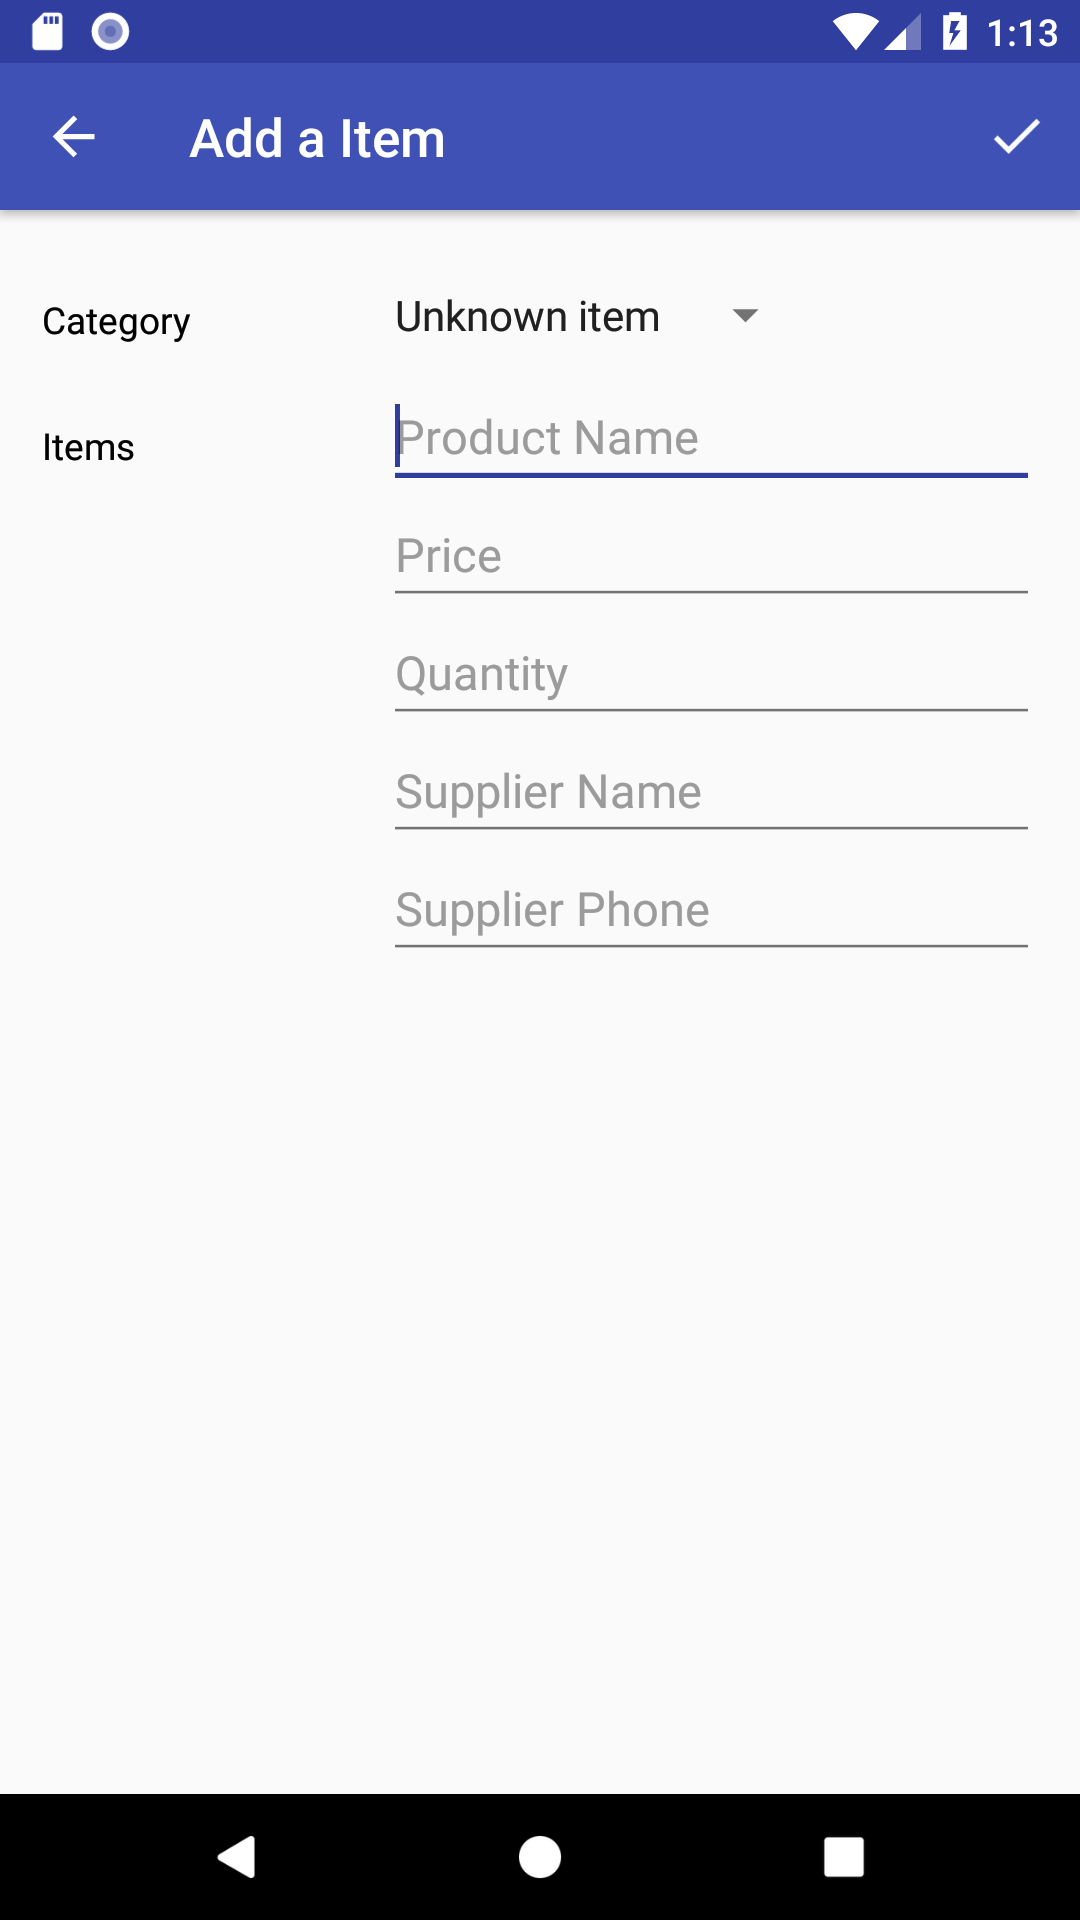 1:13
Add a Item
Category
Unknown item
Items
Product Name
Price
Quantity
Supplier Name
Supplier Phone